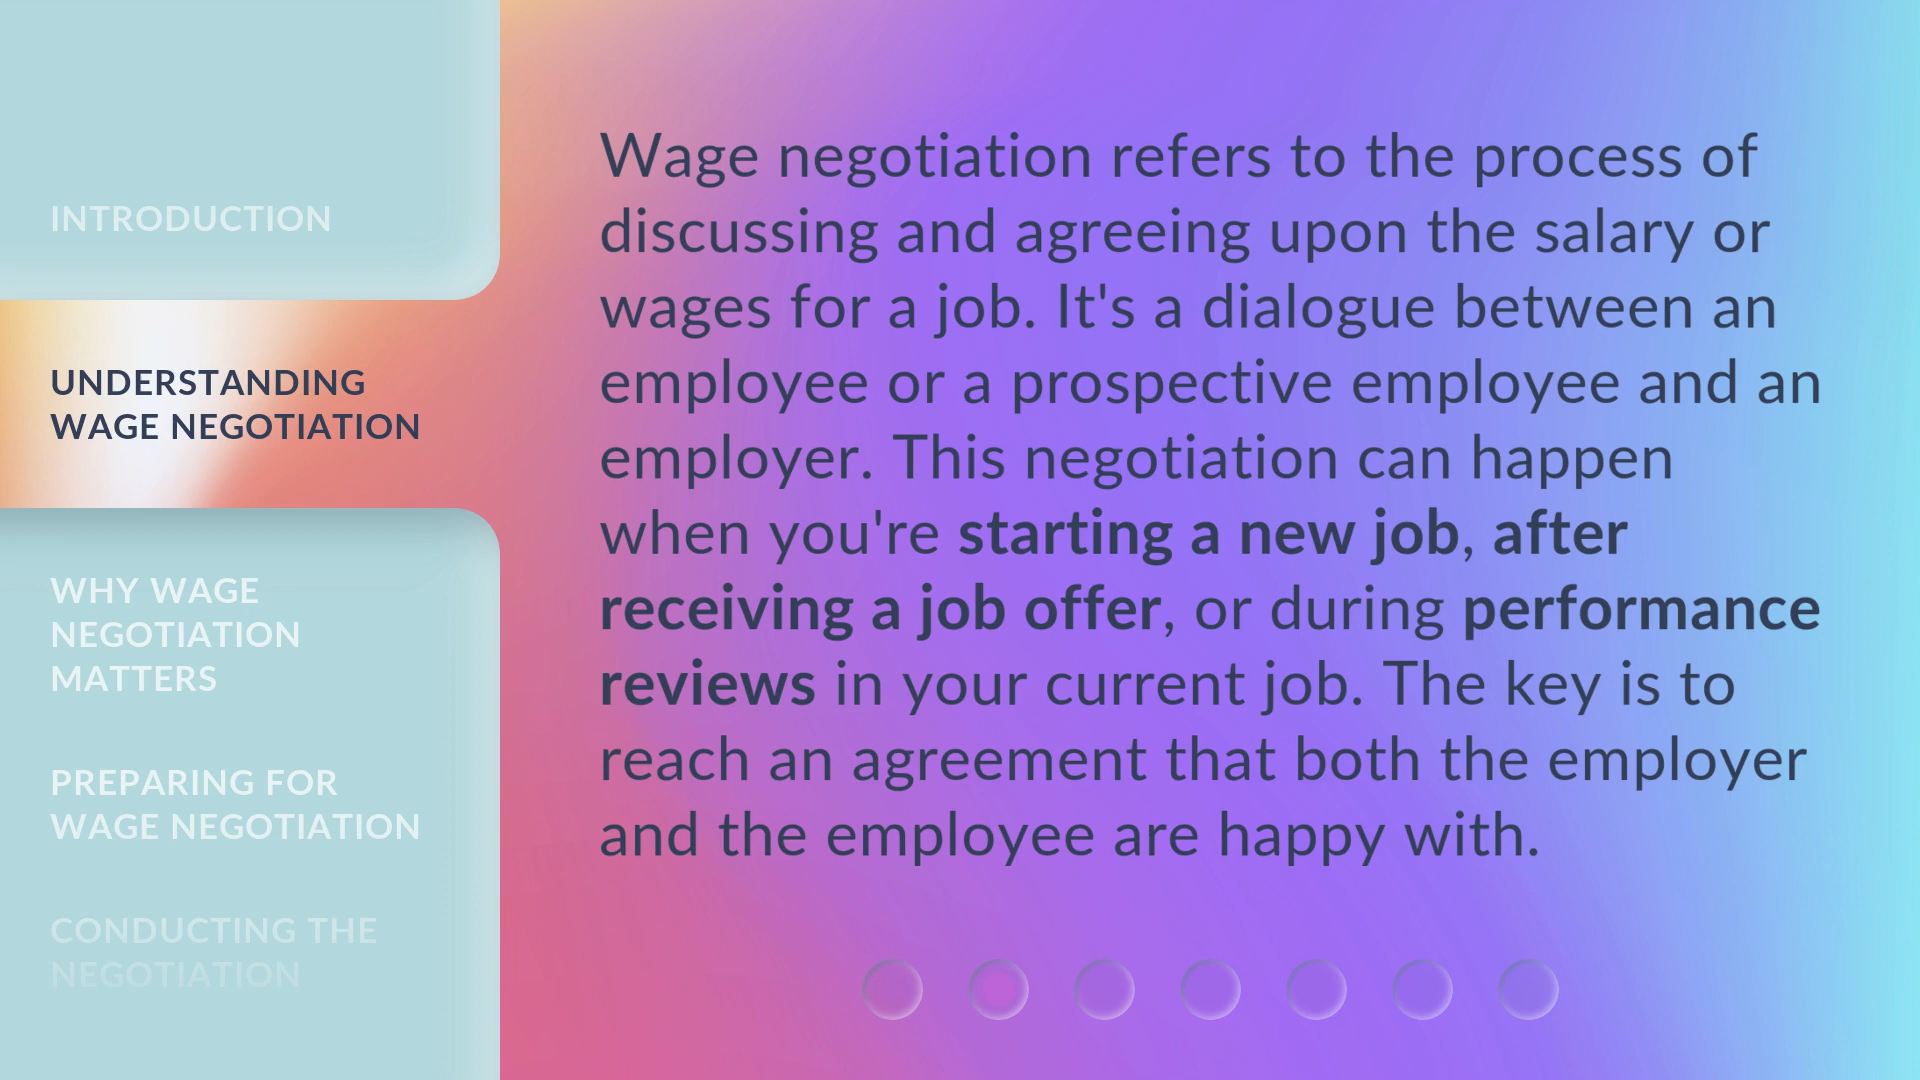 INTRODUCTION
UNDERSTANDING
WAGE NEGOTIATION
WHY WAGE
NEGOTIATION
MATTERS
PREPARING FOR
WAGE NEGOTIATION
CONDUCTING THE
NEGOTIATION
Wage negotiation refers to the process of
discussing and agreeing upon the salary or
wages for a job. It's a dialogue between an
employee or a prospective employee and an
employer. This negotiation can happen
when you're starting a new job, after
receiving a job offer, or during performance
reviews in your current job. The key is to
reach an agreement that both the employer
and the employee are happy with.